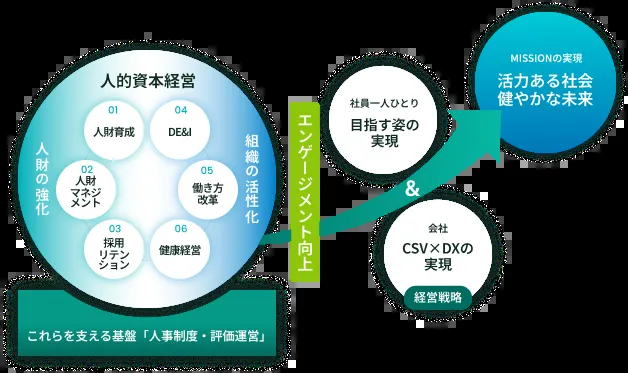 人的資本経営
人財の強化
01
人財育成
02
人財
マネジ
メント
03
採用
リテン
ション
04
DE&I
05
働き方
改革
06
健康経営
組織の活性化
これらを支える基盤「人事制度・評価運営」
エンゲージメント向上
社員一人ひとり
目指す姿の
実現
&
会社
CSV×DXの
実現
経営戦略
MISSIONの実現
活力ある社会
健やかな未来